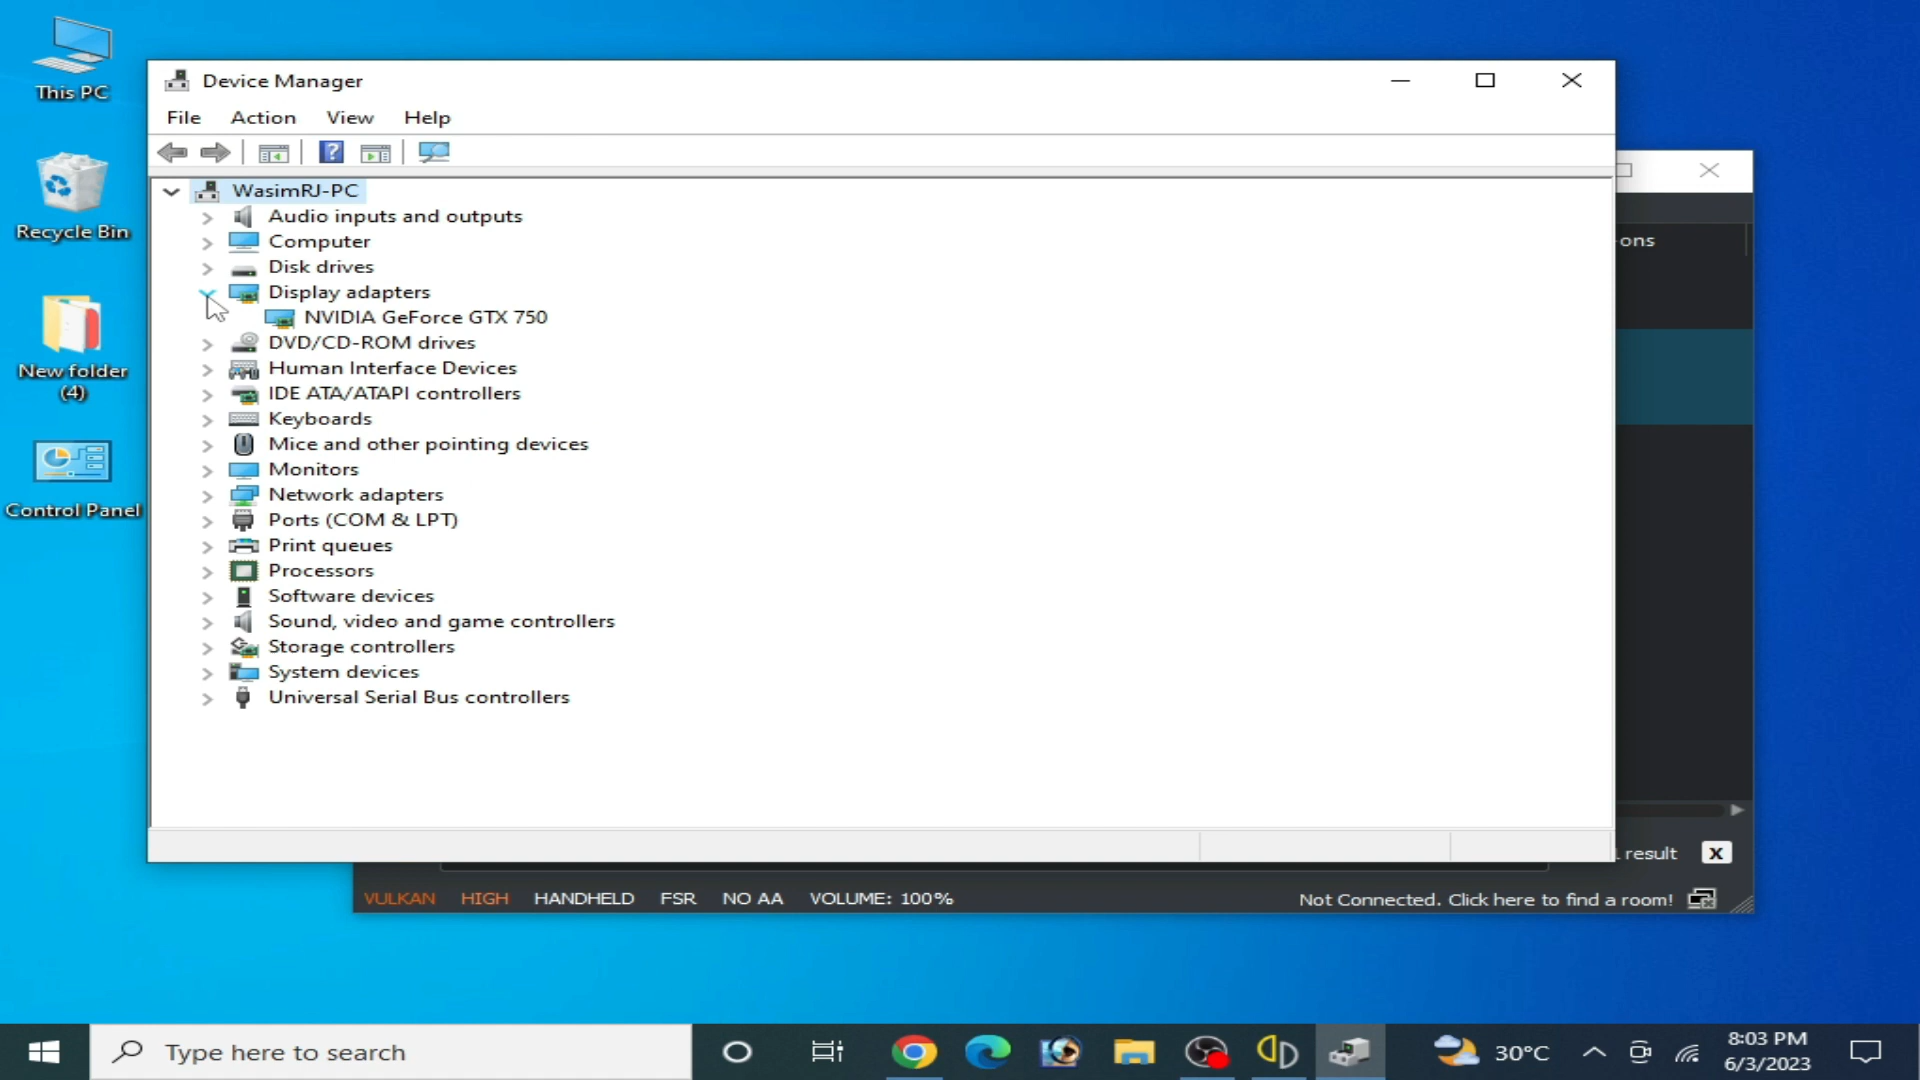 This PC
Recycle Bin
New folder
(4)
Control Panel
Device Manager
File Action View Help
WasimRJ-PC
Audio inputs and outputs
Computer
Disk drives
Display adapters
NVIDIA GeForce GTX 750
DVD/CD-ROM drives
Human Interface Devices
IDE ATA/ATAPI controllers
Keyboards
Mice and other pointing devices
Monitors
Network adapters
Ports (COM & LPT)
Print queues
Processors
Software devices
Sound, video and game controllers
Storage controllers
System devices
Universal Serial Bus controllers
-ons
result X
VULKAN HIGH HANDHELD FSR NO AA VOLUME: 100% Not Connected. Click here to find a room!
Type here to search
30°C
8:03 PM
6/3/2023